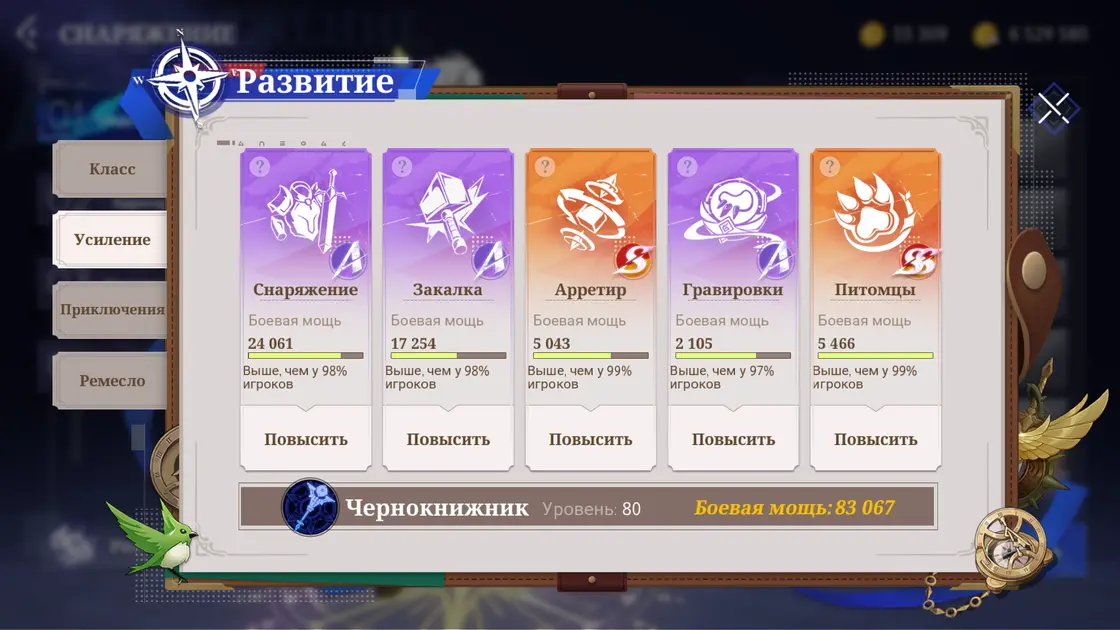 СНАРЯЖЕНИЕ
N
W
E
Развитие
Класс
Усиление
Приключения
Ремесло
?
Снаряжение
Боевая мощь
24 061
Выше, чем у 98%
игроков
Повысить
?
Закалка
Боевая мощь
17 254
Выше, чем у 98%
игроков
Повысить
?
Арретир
Боевая мощь
5 043
Выше, чем у 99%
игроков
Повысить
?
Гравировки
Боевая мощь
2 105
Выше, чем у 97%
игроков
Повысить
?
Питомцы
Боевая мощь
5 466
Выше, чем у 99%
игроков
Повысить
A
A
S
A
SS
Чернокнижник Уровень: 80 Боевая мощь:83 067